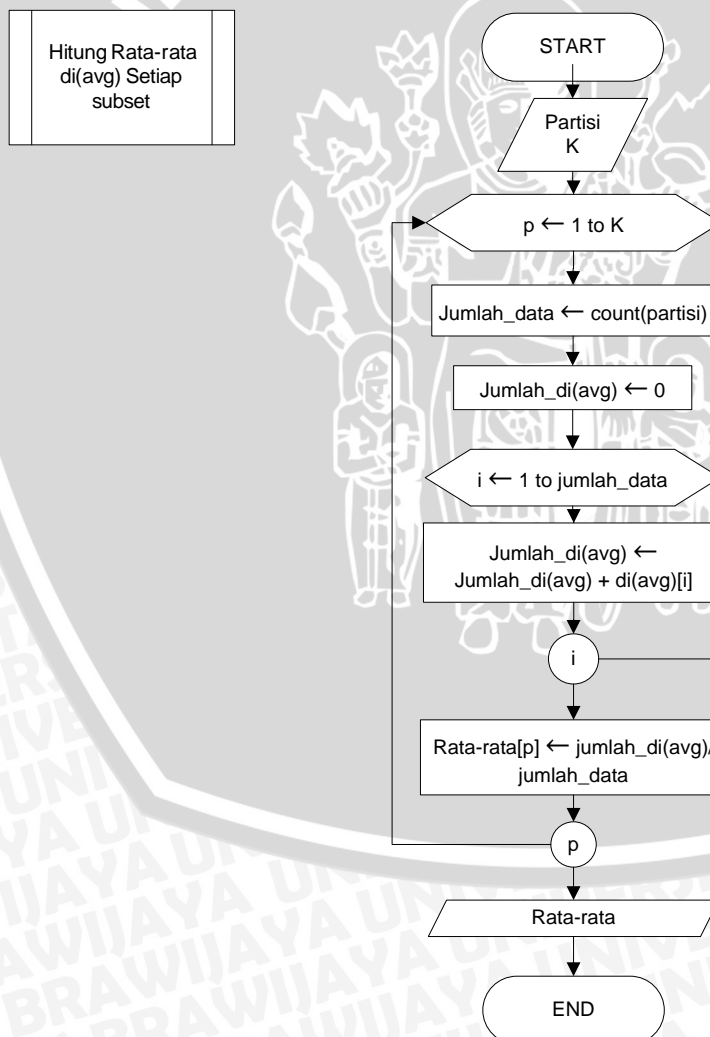 Hitung Rata-rata
di(avg) Setiap
subset
START
Partisi
K
p ← 1 to K
Jumlah_data ← count(partisi)
Jumlah_di(avg) ← 0
i ← 1 to jumlah_data
Jumlah_di(avg) ←
Jumlah_di(avg) + di(avg)[i]
i
Rata-rata[p] ← jumlah_di(avg)/
jumlah_data
p
Rata-rata
END